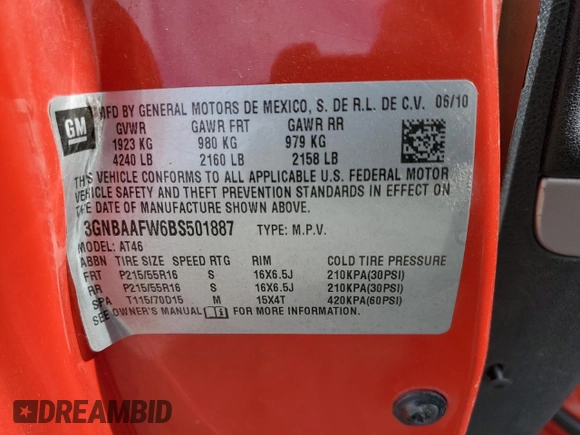 GM
MFD BY GENERAL MOTORS DE MEXICO, S. DE R.L. DE C.V. 06/10
GVWR GAWR FRT GAWR RR
1923 KG 980 KG 979 KG
4240 LB 2160 LB 2158 LB
THIS VEHICLE CONFORMS TO ALL APPLICABLE U.S. FEDERAL MOTOR
VEHICLE SAFETY AND THEFT PREVENTION STANDARDS IN EFFECT ON
THE DATE OF MANUFACTURE SHOWN ABOVE.
3GNBAAFW6BS501887 TYPE: M.P.V.
MODEL: AT46
ABBN TIRE SIZE SPEED RTG RIM COLD TIRE PRESSURE
FRT P215/55R16 S 16X6.5J 210KPA(30PSI)
RR P215/55R16 S 16X6.5J 210KPA(30PSI)
SPA T115/70D15 M 15X4T 420KPA(60PSI)
SEE OWNER'S MANUAL FOR MORE INFORMATION.
DREAMBID